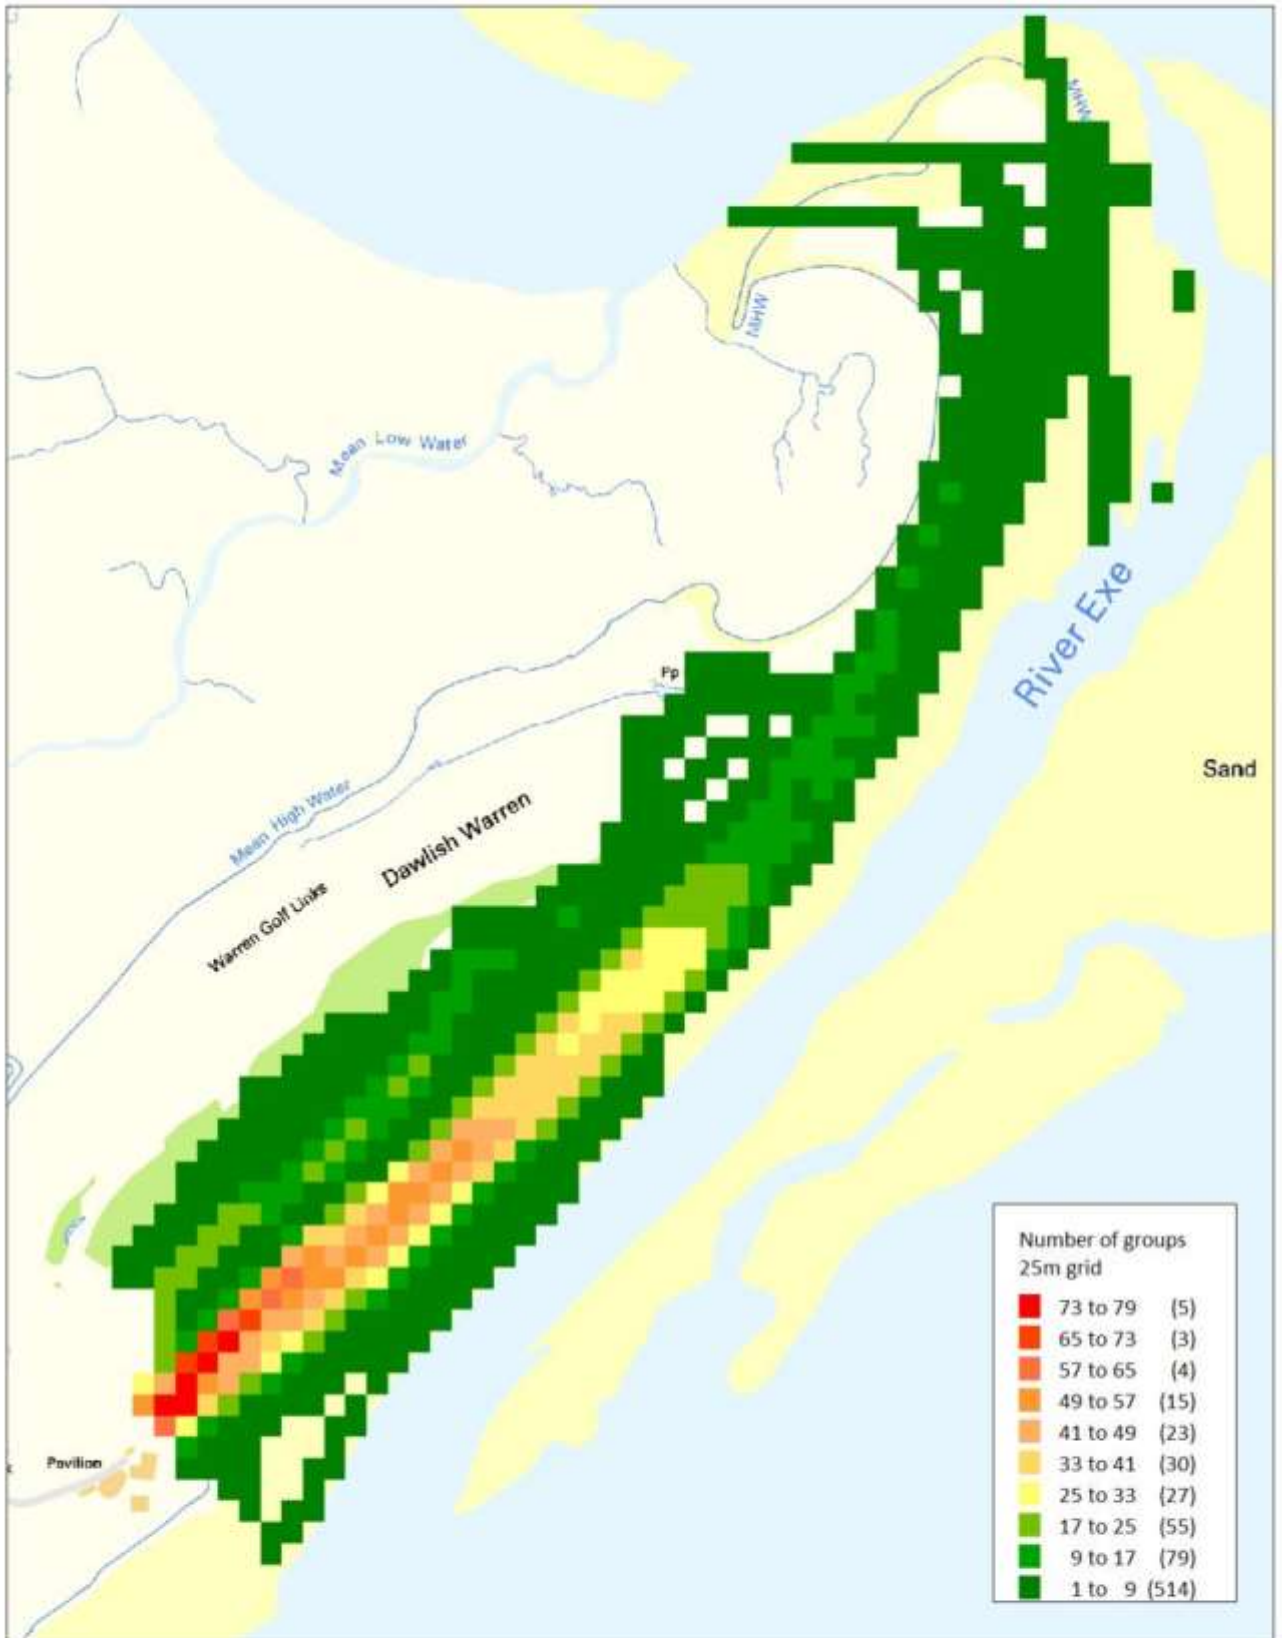 MHW
MHW
Mean Low Water
River Exe
Pp
Sand
Mean High Water
Dawlish Warren
Warren Golf Links
Pavilion
Number of groups
25m grid
73 to 79 (5)
65 to 73 (3)
57 to 65 (4)
49 to 57 (15)
41 to 49 (23)
33 to 41 (30)
25 to 33 (27)
17 to 25 (55)
9 to 17 (79)
1 to 9 (514)